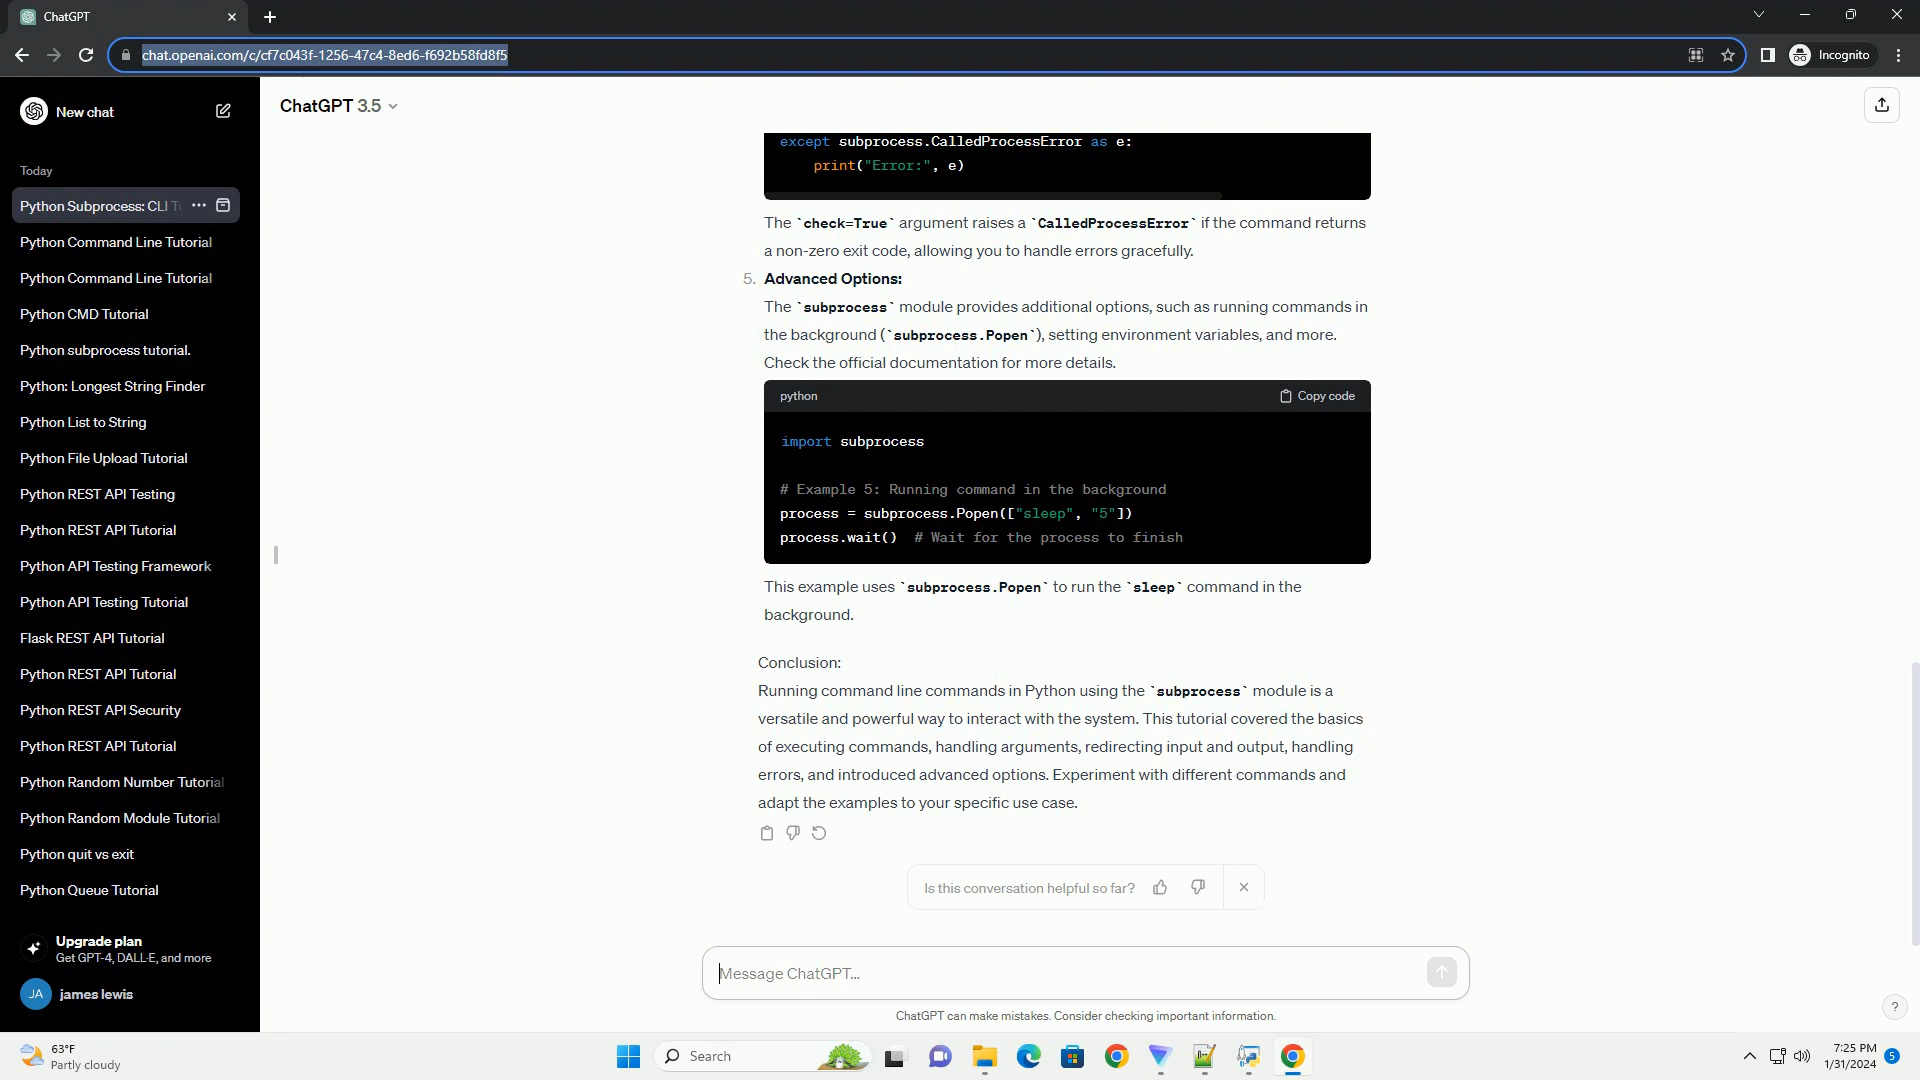 ChatGPT
chat.openai.com/c/cf7c043f-1256-47c4-8ed6-f692b58fd8f5
Incognito
New chat
ChatGPT 3.5
Today
Python Subprocess: CLI T
Python Command Line Tutorial
Python Command Line Tutorial
Python CMD Tutorial
Python subprocess tutorial.
Python: Longest String Finder
Python List to String
Python File Upload Tutorial
Python REST API Testing
Python REST API Tutorial
Python API Testing Framework
Python API Testing Tutorial
Flask REST API Tutorial
Python REST API Tutorial
Python REST API Security
Python REST API Tutorial
Python Random Number Tutorial
Python Random Module Tutorial
Python quit vs exit
Python Queue Tutorial
Upgrade plan
Get GPT-4, DALL·E, and more
JA james lewis
except subprocess.CalledProcessError as e:
print("Error:", e)
The `check=True` argument raises a `CalledProcessError` if the command returns
a non-zero exit code, allowing you to handle errors gracefully.
5. Advanced Options:
The `subprocess` module provides additional options, such as running commands in
the background (`subprocess.Popen`), setting environment variables, and more.
Check the official documentation for more details.
python Copy code
import subprocess
# Example 5: Running command in the background
process = subprocess.Popen(["sleep", "5"])
process.wait()  # Wait for the process to finish
This example uses `subprocess.Popen` to run the `sleep` command in the
background.
Conclusion:
Running command line commands in Python using the `subprocess` module is a
versatile and powerful way to interact with the system. This tutorial covered the basics
of executing commands, handling arguments, redirecting input and output, handling
errors, and introduced advanced options. Experiment with different commands and
adapt the examples to your specific use case.
Is this conversation helpful so far?
Message ChatGPT...
ChatGPT can make mistakes. Consider checking important information.
?
63°F
Partly cloudy
Search
7:25 PM
1/31/2024
5